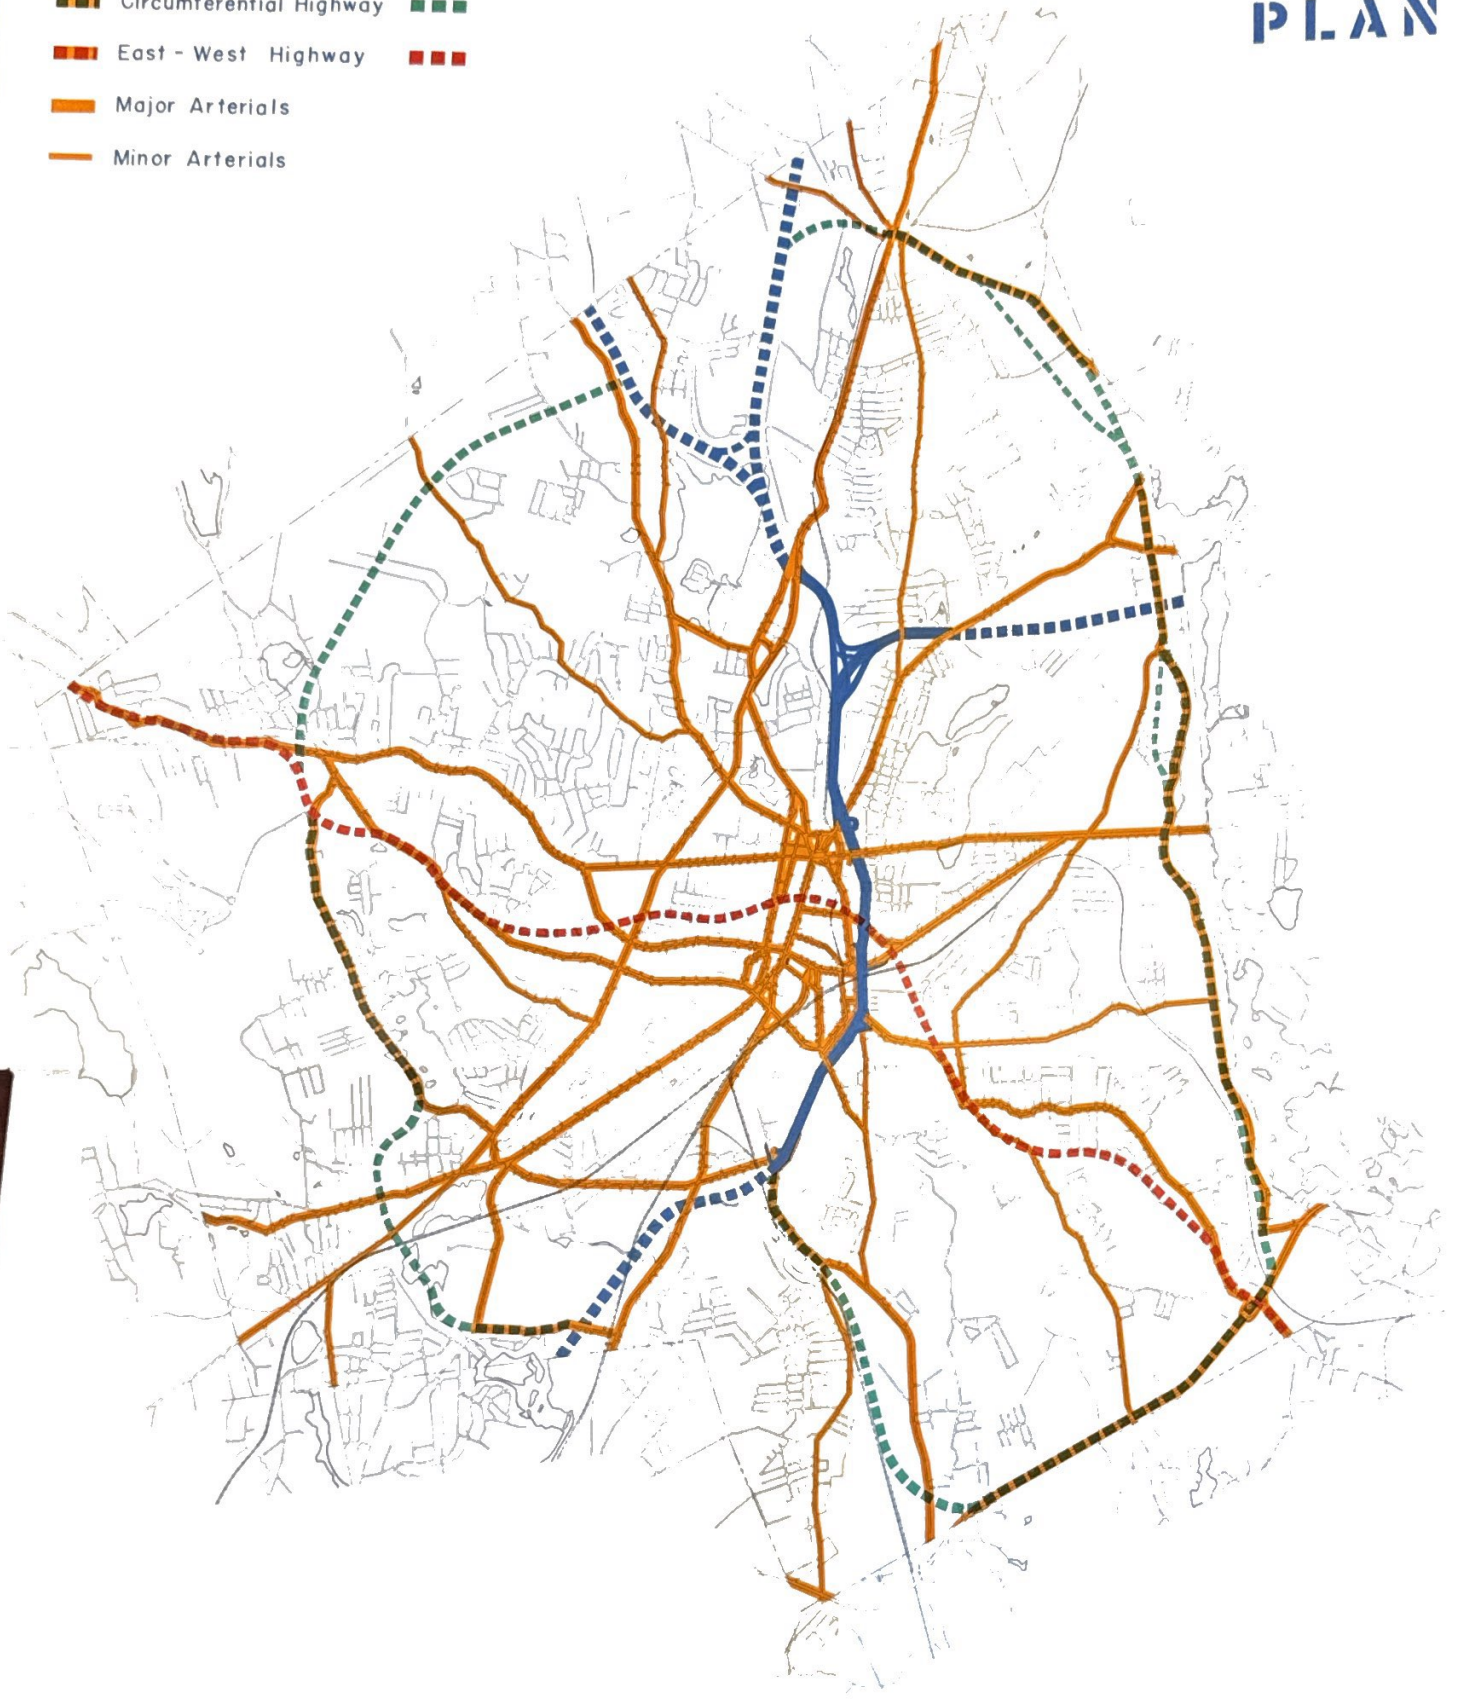 Circumferential Highway
PLAN
East - West Highway
Major Arterials
Minor Arterials